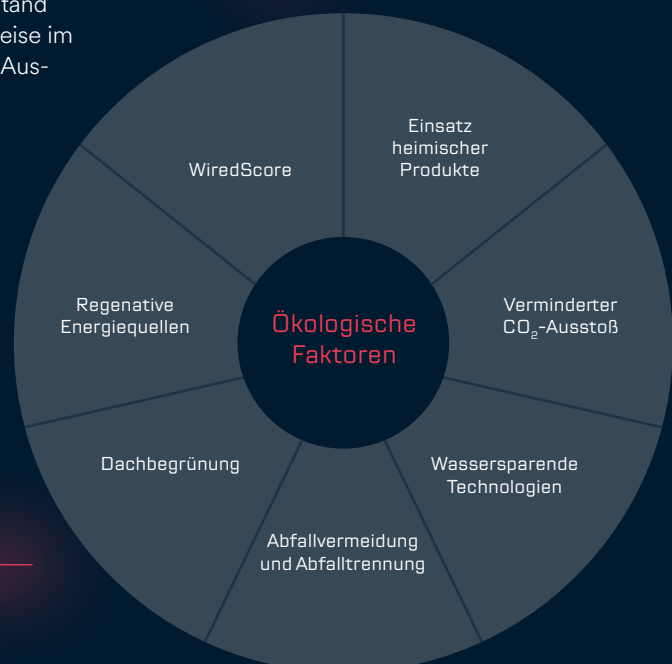 eise im
Aus-
WiredScore
Einsatz
heimischer
Produkte
Verminderter
CO₂-Ausstoß
Wassersparende
Technologien
Abfallvermeidung
und Abfalltrennung
Dachbegrünung
Regenative
Energiequellen
Ökologische
Faktoren